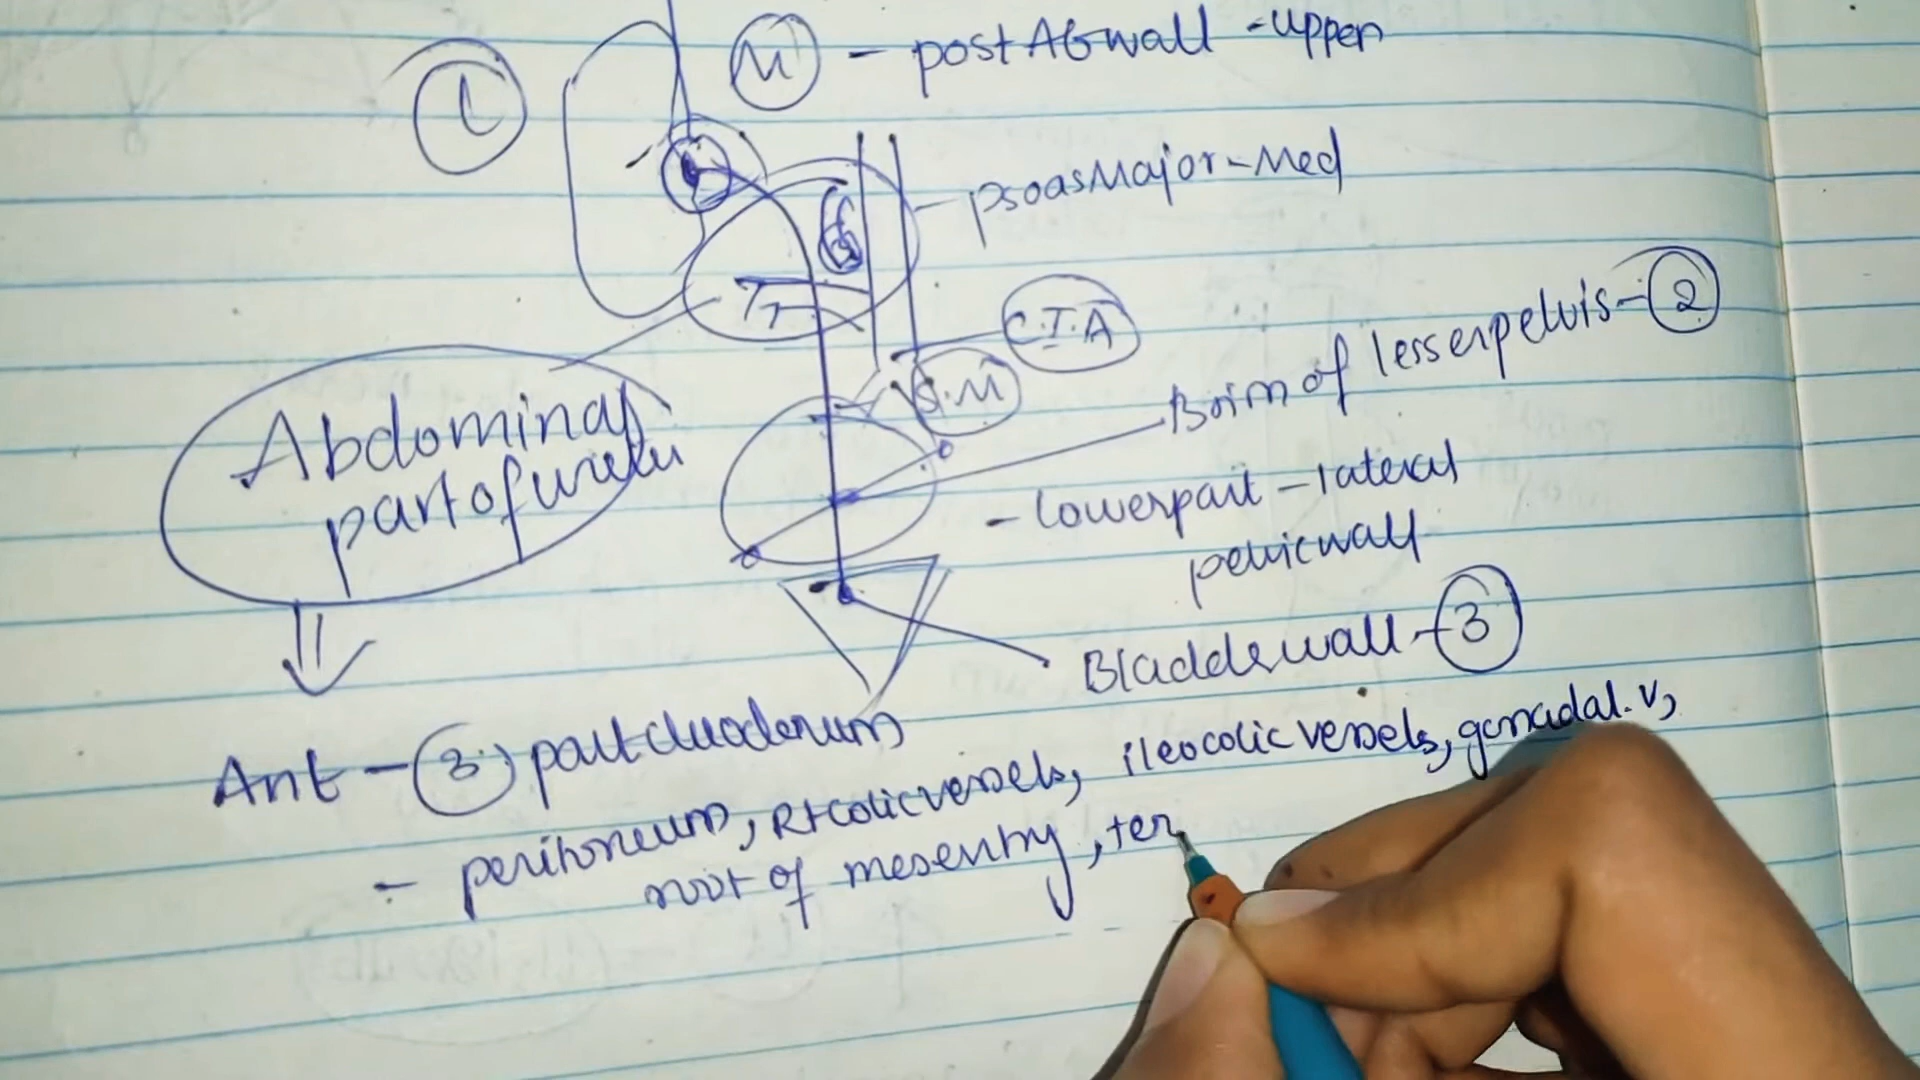 L
M - post Ab wall - upper
psoas Major - Med
C.I.A
S.M
Brim of lesser pelvis - 2
Abdominal
part of ureter
- Lower part - lateral
pelvic wall
Bladder wall - 3
Ant - 3 part duodenum
- peritoneum, Rt colic vessels, ileocolic vessels, gonadal. v,
root of mesentry, ter